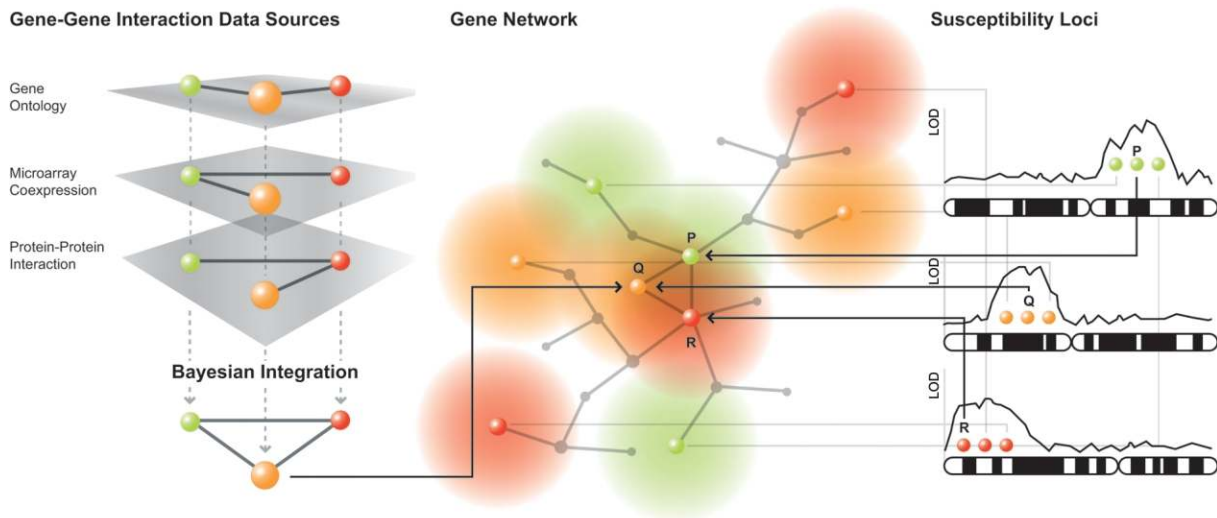 Gene-Gene Interaction Data Sources
Gene Network
Susceptibility Loci
Gene
Ontology
Microarray
Coexpression
Protein-Protein
Interaction
Bayesian Integration
P
Q
R
LOD
P
LOD
Q
LOD
R